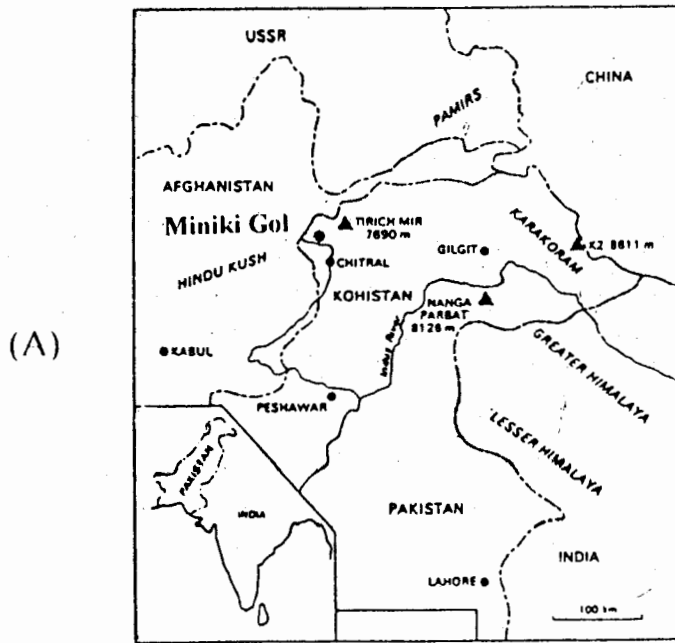 (A)
USSR
CHINA
PAMIRS
AFGHANISTAN
Miniki Gol
TIRICH MIR
7690 m
KARAKORAM
K2 8611 m
GILGIT
CHITRAL
HINDU KUSH
KOHISTAN
NANGA
PARBAT
8126 m
Indus River
GREATER HIMALAYA
KABUL
PESHAWAR
LESSER HIMALAYA
PAKISTAN
INDIA
PAKISTAN
INDIA
LAHORE
100 km